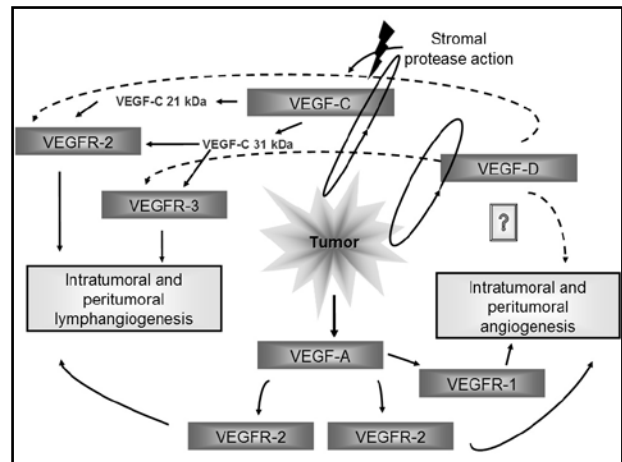 Stromal
protease action
VEGF-C 21 kDa
VEGF-C
VEGFR-2
VEGF-C 31 kDa
VEGF-D
VEGFR-3
?
Tumor
Intratumoral and
peritumoral
lymphangiogenesis
Intratumoral and
peritumoral
angiogenesis
VEGF-A
VEGFR-1
VEGFR-2
VEGFR-2